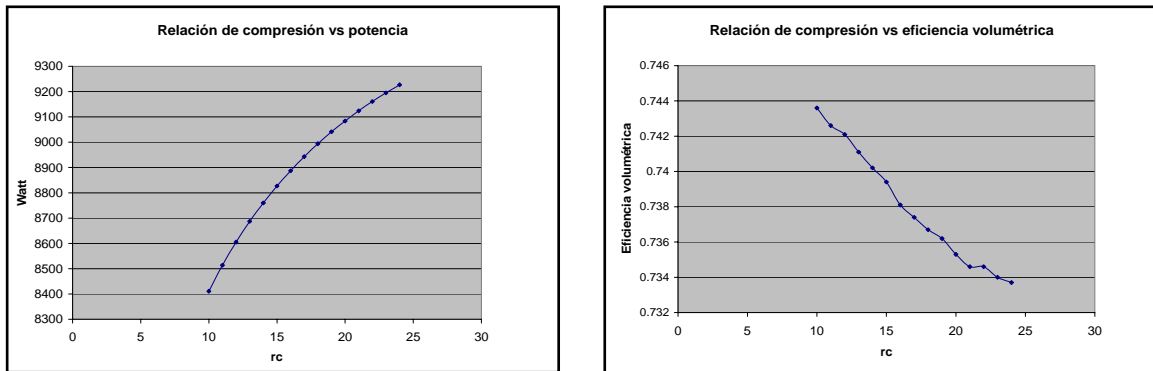 Relación de compresión vs potencia
9300
9200
9100
9000
8900
8800
8700
8600
8500
8400
8300
Watt
0 5 10 15 20 25 30
rc
Relación de compresión vs eficiencia volumétrica
0.746
0.744
0.742
0.74
0.738
0.736
0.734
0.732
Eficiencia volumétrica
0 5 10 15 20 25 30
rc